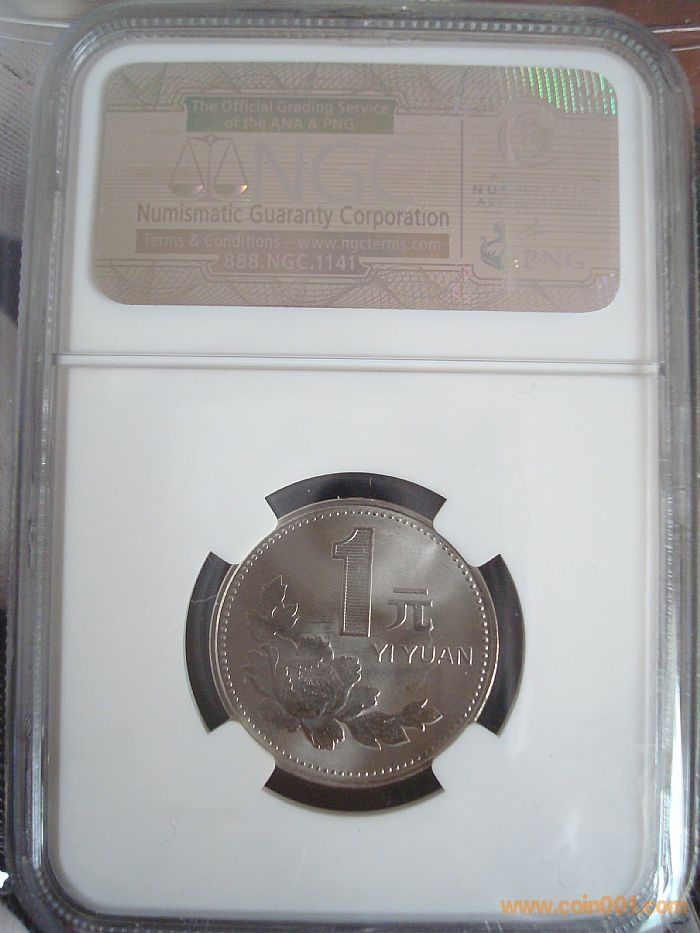 The Official Grading Service
of the ANA & PNG
NGC
Numismatic Guaranty Corporation
Terms & Conditions – www.ngcterms.com
888.NGC.1141
NUMISMATIC
PNG
1元
YI YUAN
www.coin001.com